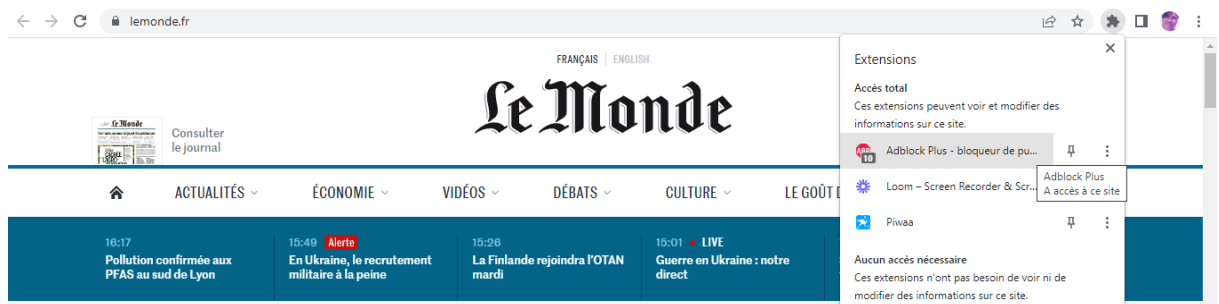 lemonde.fr
FRANÇAIS | ENGLISH
Le Monde
Consulter
le journal
ACTUALITÉS
ÉCONOMIE
VIDÉOS
DÉBATS
CULTURE
LE GOÛT
16:17
Pollution confirmée aux
PFAS au sud de Lyon
15:49 Alerte
En Ukraine, le recrutement
militaire à la peine
15:26
La Finlande rejoindra l'OTAN
mardi
15:01 • LIVE
Guerre en Ukraine : notre
direct
Extensions
Accès total
Ces extensions peuvent voir et modifier des
informations sur ce site.
ABP
10
Adblock Plus - bloqueur de pu...
Adblock Plus
A accès à ce site
Loom – Screen Recorder & Scr...
Piwaa
Aucun accès nécessaire
Ces extensions n'ont pas besoin de voir ni de
modifier des informations sur ce site.